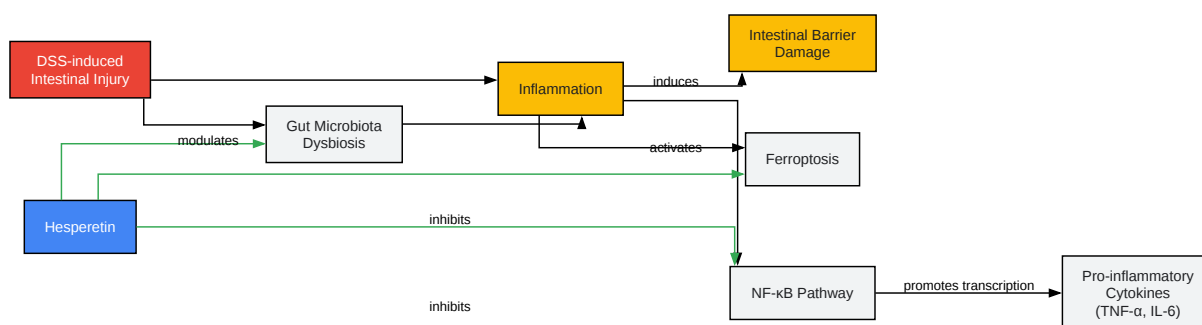 Intestinal Barrier
Damage
DSS-induced
Intestinal Injury
Inflammation
induces
Gut Microbiota
Dysbiosis
modulates
activates
Ferroptosis
Hesperetin
inhibits
NF-κB Pathway
promotes transcription
Pro-inflammatory
Cytokines
(TNF-α, IL-6)
inhibits